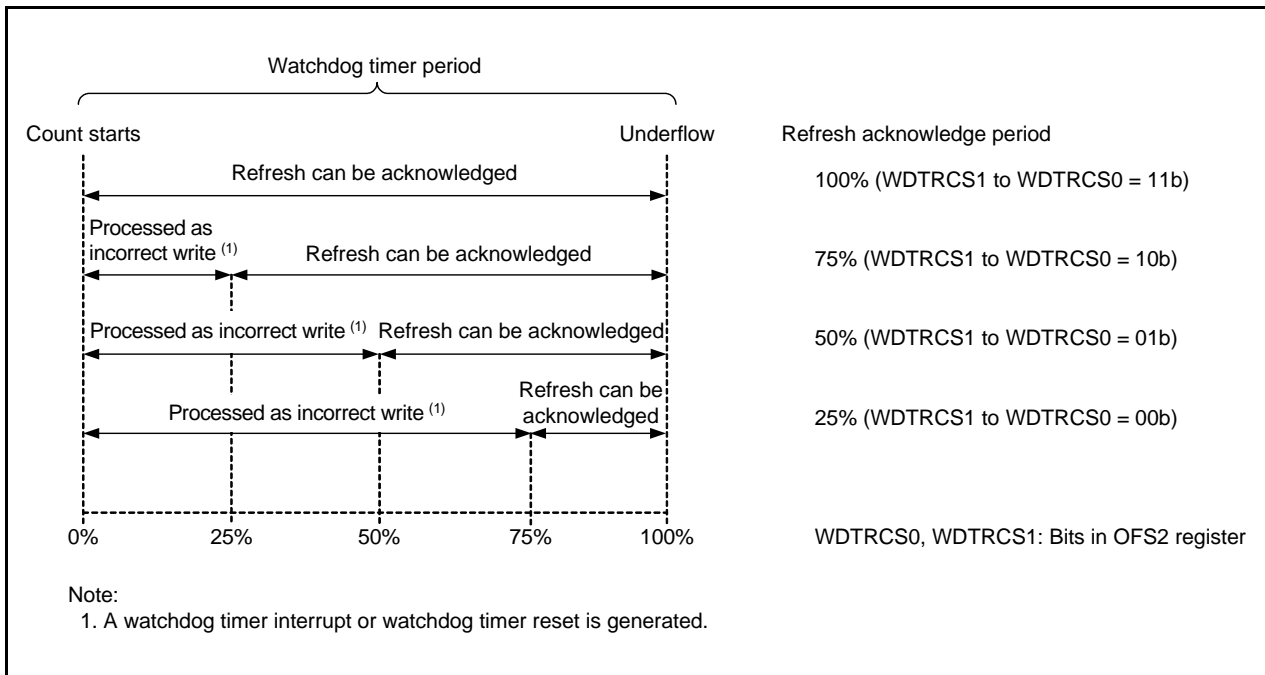 Watchdog timer period
Count starts
Underflow
Refresh acknowledge period
Refresh can be acknowledged
100% (WDTRCS1 to WDTRCS0 = 11b)
Processed as
incorrect write (1)
Refresh can be acknowledged
75% (WDTRCS1 to WDTRCS0 = 10b)
Processed as incorrect write (1)
Refresh can be acknowledged
50% (WDTRCS1 to WDTRCS0 = 01b)
Processed as incorrect write (1)
Refresh can be
acknowledged
25% (WDTRCS1 to WDTRCS0 = 00b)
0%
25%
50%
75%
100%
WDTRCS0, WDTRCS1: Bits in OFS2 register
Note:
1. A watchdog timer interrupt or watchdog timer reset is generated.